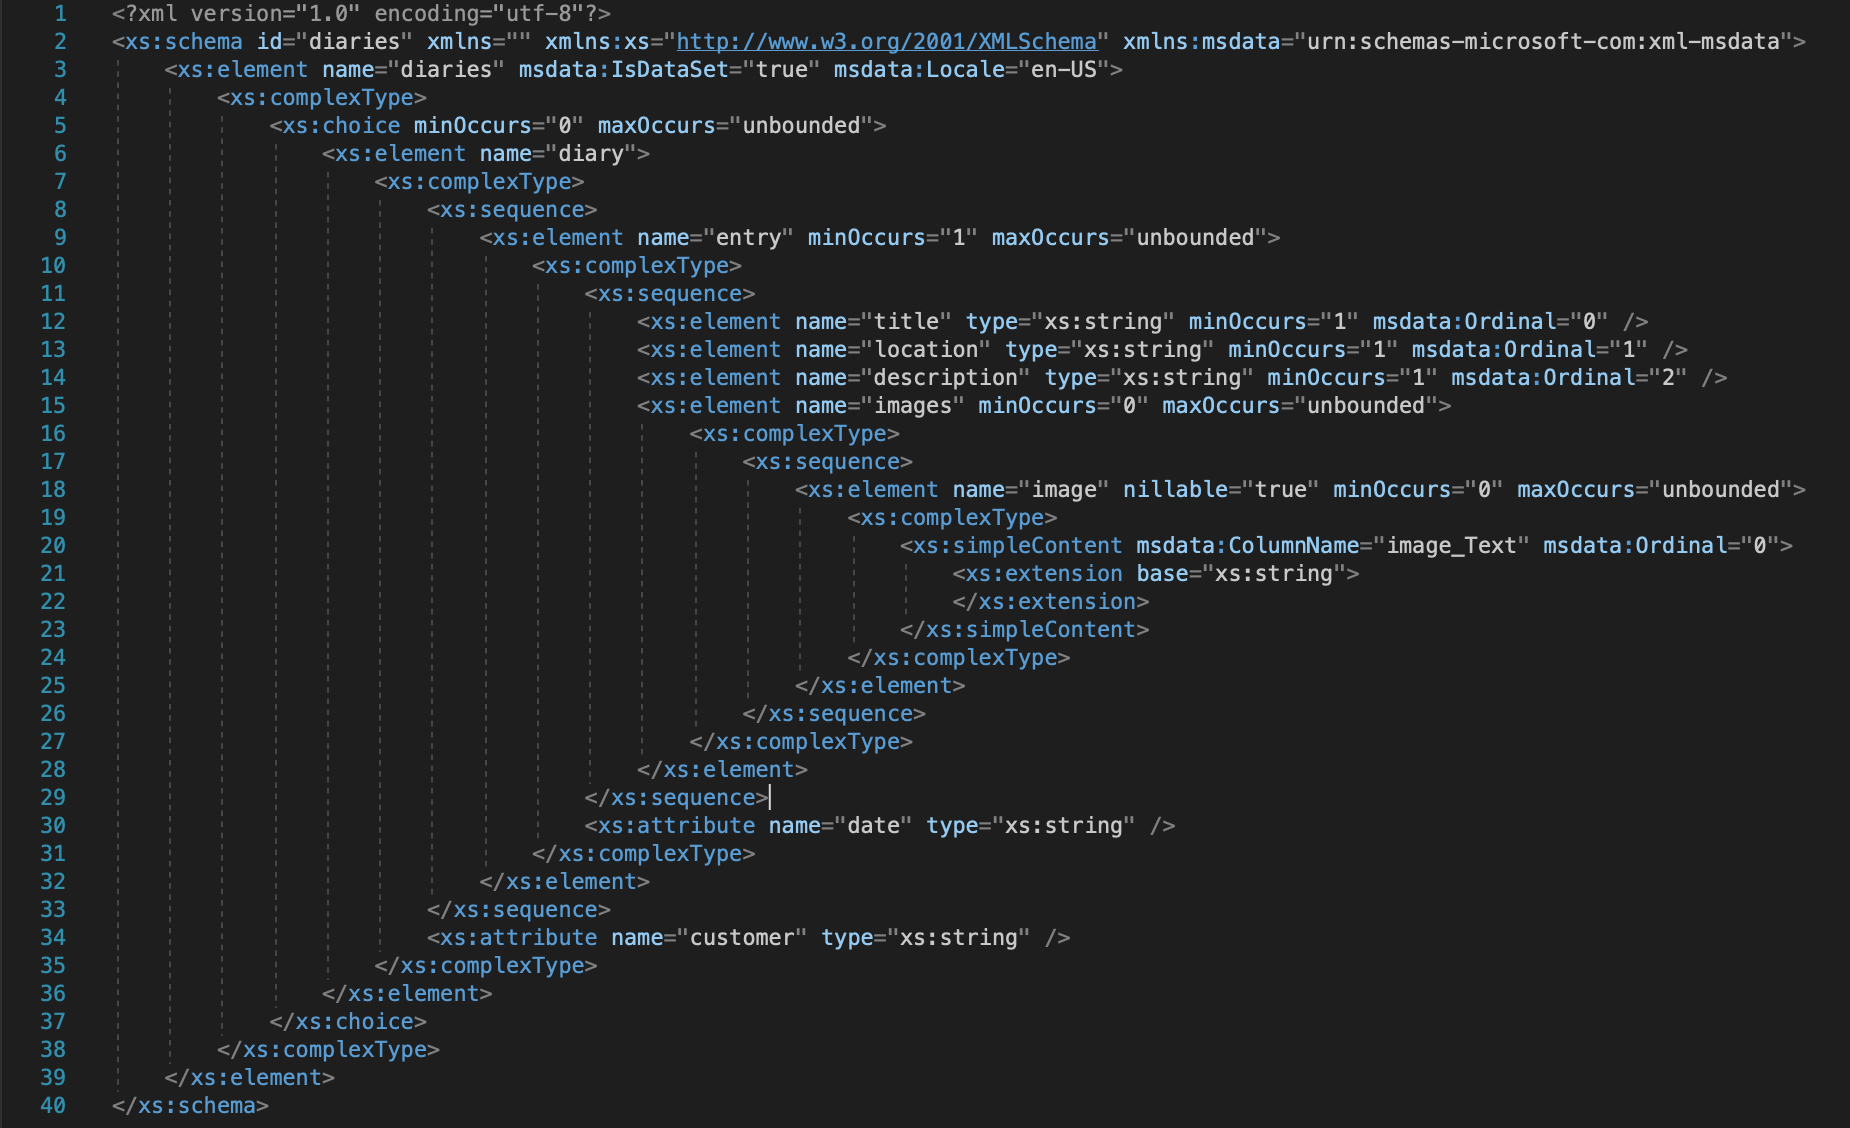 1 <?xml version="1.0" encoding="utf-8"?>
2 <xs:schema id="diaries" xmlns="" xmlns:xs="http://www.w3.org/2001/XMLSchema" xmlns:msdata="urn:schemas-microsoft-com:xml-msdata">
3     <xs:element name="diaries" msdata:IsDataSet="true" msdata:Locale="en-US">
4         <xs:complexType>
5             <xs:choice minOccurs="0" maxOccurs="unbounded">
6                 <xs:element name="diary">
7                     <xs:complexType>
8                         <xs:sequence>
9                             <xs:element name="entry" minOccurs="1" maxOccurs="unbounded">
10                                 <xs:complexType>
11                                     <xs:sequence>
12                                         <xs:element name="title" type="xs:string" minOccurs="1" msdata:Ordinal="0" />
13                                         <xs:element name="location" type="xs:string" minOccurs="1" msdata:Ordinal="1" />
14                                         <xs:element name="description" type="xs:string" minOccurs="1" msdata:Ordinal="2" />
15                                         <xs:element name="images" minOccurs="0" maxOccurs="unbounded">
16                                             <xs:complexType>
17                                                 <xs:sequence>
18                                                     <xs:element name="image" nillable="true" minOccurs="0" maxOccurs="unbounded">
19                                                         <xs:complexType>
20                                                             <xs:simpleContent msdata:ColumnName="image_Text" msdata:Ordinal="0">
21                                                                 <xs:extension base="xs:string">
22                                                                 </xs:extension>
23                                                             </xs:simpleContent>
24                                                         </xs:complexType>
25                                                     </xs:element>
26                                                 </xs:sequence>
27                                             </xs:complexType>
28                                         </xs:element>
29                                     </xs:sequence>
30                                     <xs:attribute name="date" type="xs:string" />
31                                 </xs:complexType>
32                             </xs:element>
33                         </xs:sequence>
34                         <xs:attribute name="customer" type="xs:string" />
35                     </xs:complexType>
36                 </xs:element>
37             </xs:choice>
38         </xs:complexType>
39     </xs:element>
40 </xs:schema>